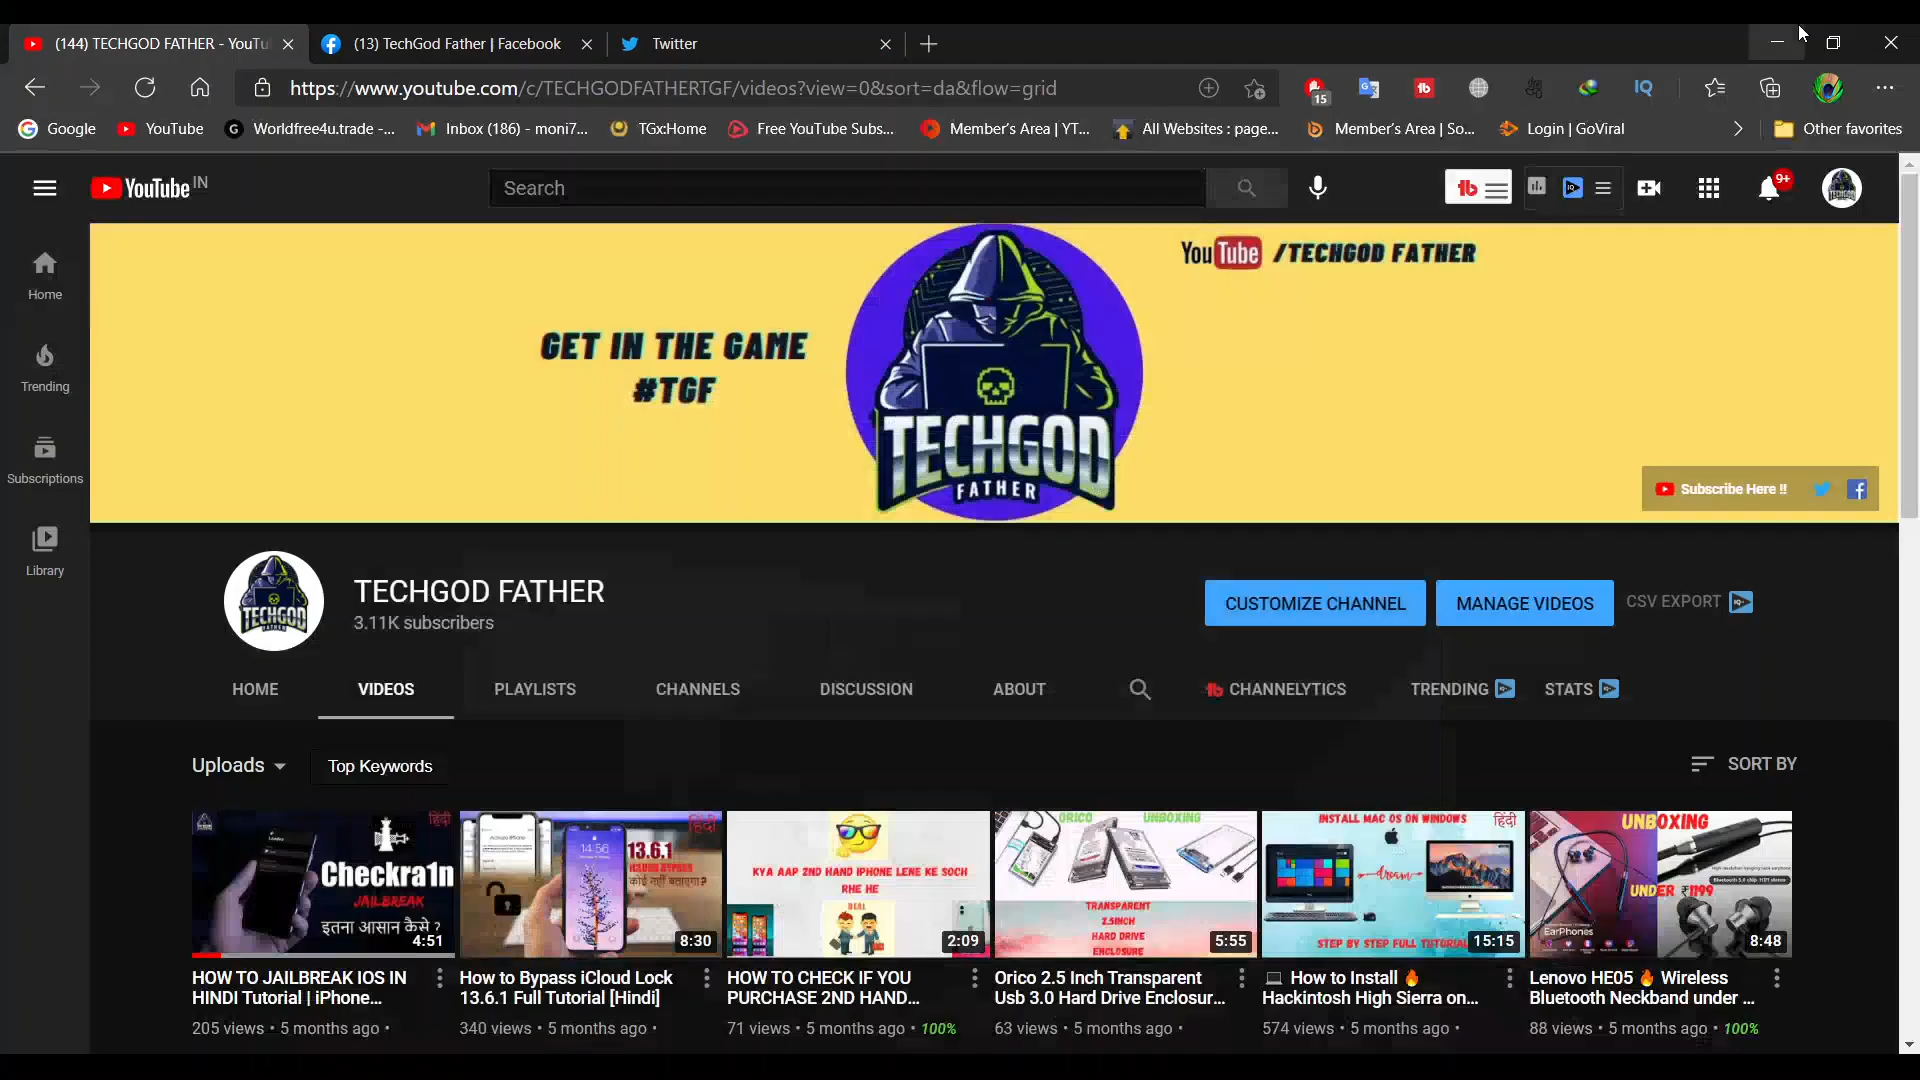 (144) TECHGOD FATHER - YouTu
(13) TechGod Father | Facebook
Twitter
https://www.youtube.com/c/TECHGODFATHERTGF/videos?view=0&sort=da&flow=grid
15
Google
YouTube
Worldfree4u.trade -...
Inbox (186) - moni7...
TGx:Home
Free YouTube Subs...
Member's Area | YT...
All Websites : page...
Member's Area | So...
Login | GoViral
Other favorites
YouTube IN
Search
9+
Home
Trending
Subscriptions
Library
YouTube /TECHGOD FATHER
GET IN THE GAME
#TGF
TECHGOD
FATHER
Subscribe Here !!
TECHGOD FATHER
3.11K subscribers
CUSTOMIZE CHANNEL
MANAGE VIDEOS
CSV EXPORT
HOME
VIDEOS
PLAYLISTS
CHANNELS
DISCUSSION
ABOUT
CHANNELYTICS
TRENDING
STATS
Uploads
Top Keywords
SORT BY
हिंदी
Checkra1n
JAILBREAK
इतना आसान कैसे ?
4:51
HOW TO JAILBREAK IOS IN
HINDI Tutorial | iPhone...
205 views • 5 months ago •
हिंदी
14:56
13.6.1
कोई नहीं बताएगा?
8:30
How to Bypass iCloud Lock
13.6.1 Full Tutorial [Hindi]
340 views • 5 months ago •
KYA AAP 2ND HAND IPHONE LENE KE SOCH
RHE HE
DEAL
2:09
HOW TO CHECK IF YOU
PURCHASE 2ND HAND...
71 views • 5 months ago • 100%
ORICO UNBOXING
TRANSPARENT
2.5INCH
HARD DRIVE
ENCLOSURE
5:55
Orico 2.5 Inch Transparent
Usb 3.0 Hard Drive Enclosur...
63 views • 5 months ago •
INSTALL MAC OS ON WINDOWS
हिंदी
dream
STEP BY STEP FULL TUTORIAL
15:15
How to Install
Hackintosh High Sierra on...
574 views • 5 months ago •
UNBOXING
UNDER ₹1199
EarPhones
8:48
Lenovo HE05 Wireless
Bluetooth Neckband under ...
88 views • 5 months ago • 100%